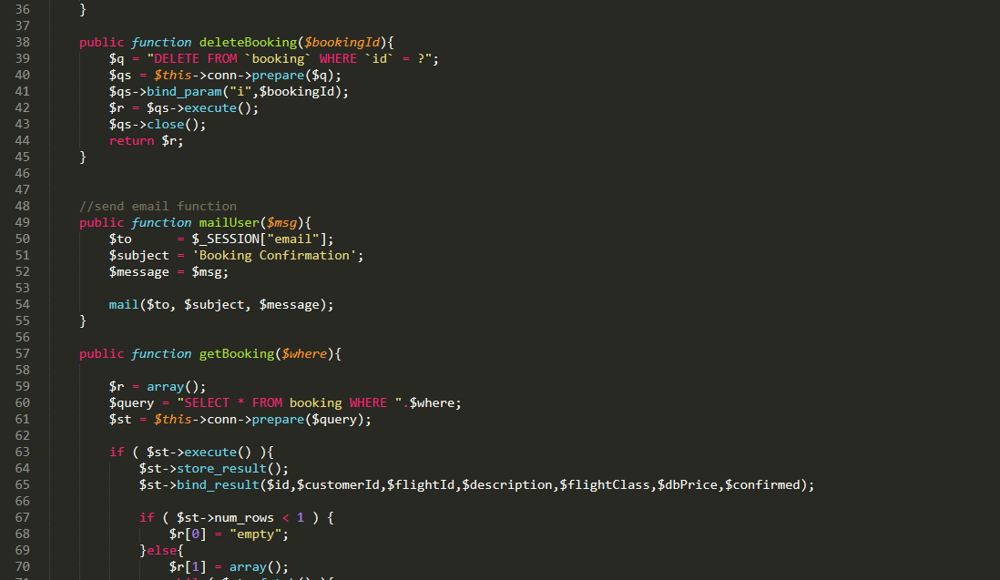 36 }
37
38 public function deleteBooking($bookingId){
39 $q = "DELETE FROM `booking` WHERE `id` = ?";
40 $qs = $this->conn->prepare($q);
41 $qs->bind_param("i",$bookingId);
42 $r = $qs->execute();
43 $qs->close();
44 return $r;
45 }
46
47
48 //send email function
49 public function mailUser($msg){
50 $to = $_SESSION["email"];
51 $subject = 'Booking Confirmation';
52 $message = $msg;
53
54 mail($to, $subject, $message);
55 }
56
57 public function getBooking($where){
58
59 $r = array();
60 $query = "SELECT * FROM booking WHERE ".$where;
61 $st = $this->conn->prepare($query);
62
63 if ( $st->execute() ){
64 $st->store_result();
65 $st->bind_result($id,$customerId,$flightId,$description,$flightClass,$dbPrice,$confirmed);
66
67 if ( $st->num_rows < 1 ) {
68 $r[0] = "empty";
69 }else{
70 $r[1] = array();